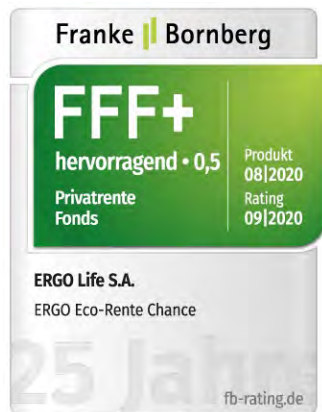 Franke Bornberg
FFF+
hervorragend • 0,5
Privatrente
Fonds
Produkt
08|2020
Rating
09|2020
ERGO Life S.A.
ERGO Eco-Rente Chance
25 Jahre
fb-rating.de